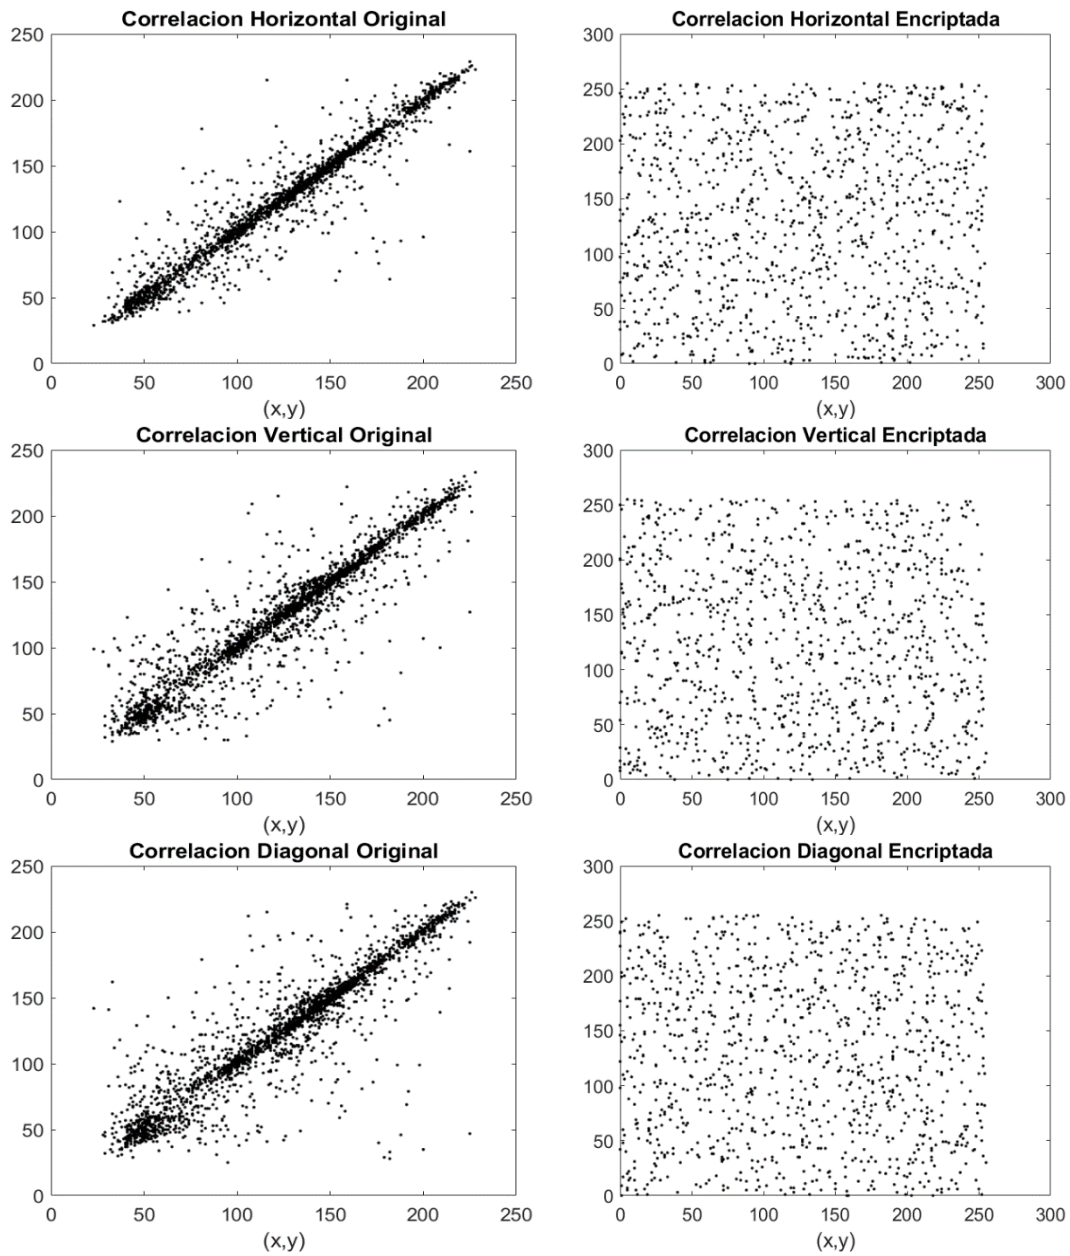 Correlacion Horizontal Original
250
200
150
100
50
0
0 50 100 150 200 250
(x,y)
Correlacion Horizontal Encriptada
300
250
200
150
100
50
0
0 50 100 150 200 250 300
(x,y)
Correlacion Vertical Original
250
200
150
100
50
0
0 50 100 150 200 250
(x,y)
Correlacion Vertical Encriptada
300
250
200
150
100
50
0
0 50 100 150 200 250 300
(x,y)
Correlacion Diagonal Original
250
200
150
100
50
0
0 50 100 150 200 250
(x,y)
Correlacion Diagonal Encriptada
300
250
200
150
100
50
0
0 50 100 150 200 250 300
(x,y)